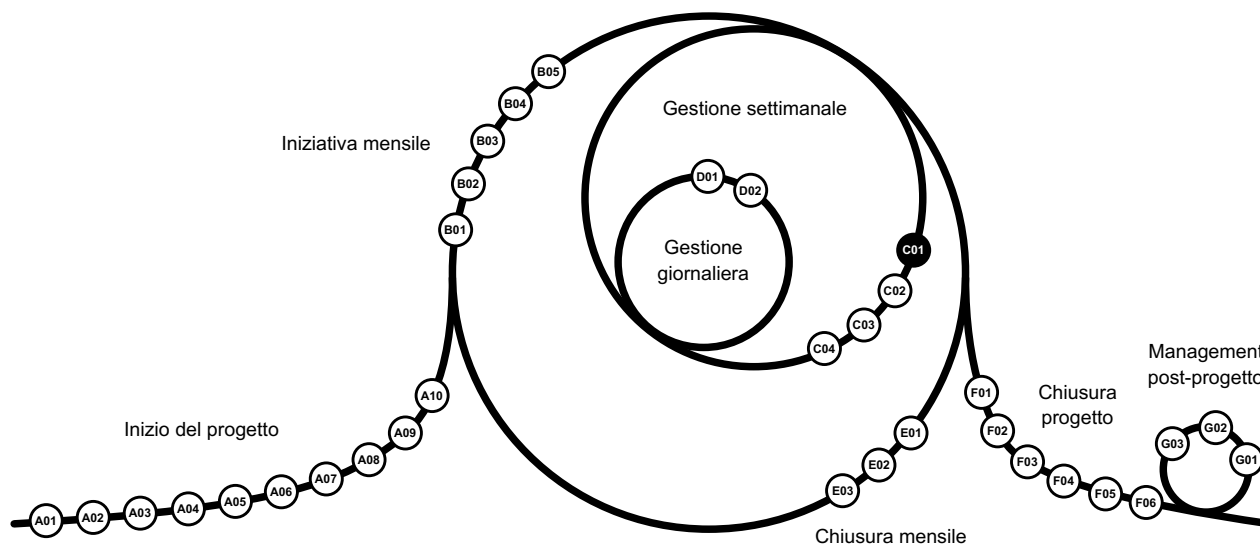 B05
B04
B03
B02
B01
Iniziativa mensile
Gestione settimanale
D01
D02
Gestione
giornaliera
C01
C02
C03
C04
A10
A09
A08
A07
A06
A05
A04
A03
A02
A01
Inizio del progetto
E01
E02
E03
Chiusura mensile
F01
F02
F03
F04
F05
F06
Chiusura
progetto
Management
post-progetto
G03
G02
G01